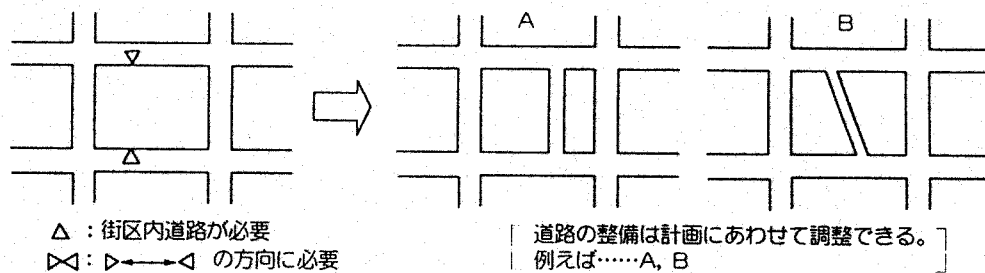 A
B
△：街区内道路が必要
▷◁：▷←→◁ の方向に必要
道路の整備は計画にあわせて調整できる。
例えば……A, B